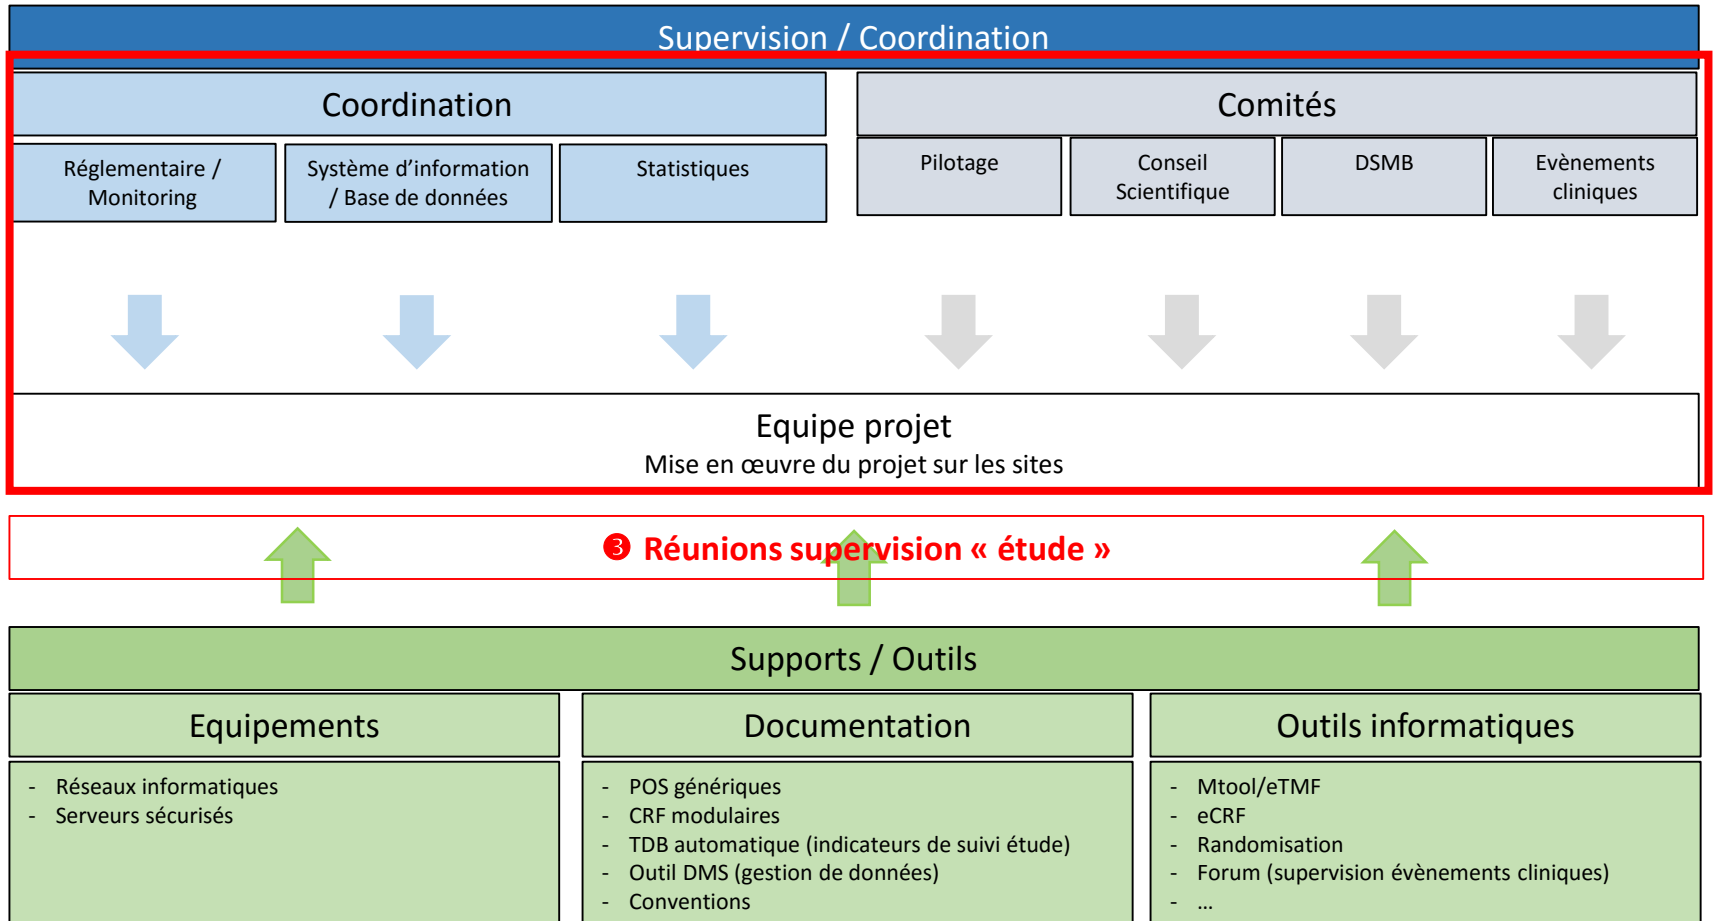 Supervision / Coordination
Coordination
Comités
Réglementaire /
Monitoring
Système d’information
/ Base de données
Statistiques
Pilotage
Conseil
Scientifique
DSMB
Evènements
cliniques
Equipe projet
Mise en œuvre du projet sur les sites
❸ Réunions supervision « étude »
Supports / Outils
Equipements
- Réseaux informatiques
- Serveurs sécurisés
Documentation
- POS génériques
- CRF modulaires
- TDB automatique (indicateurs de suivi étude)
- Outil DMS (gestion de données)
- Conventions
Outils informatiques
- Mtool/eTMF
- eCRF
- Randomisation
- Forum (supervision évènements cliniques)
- ...